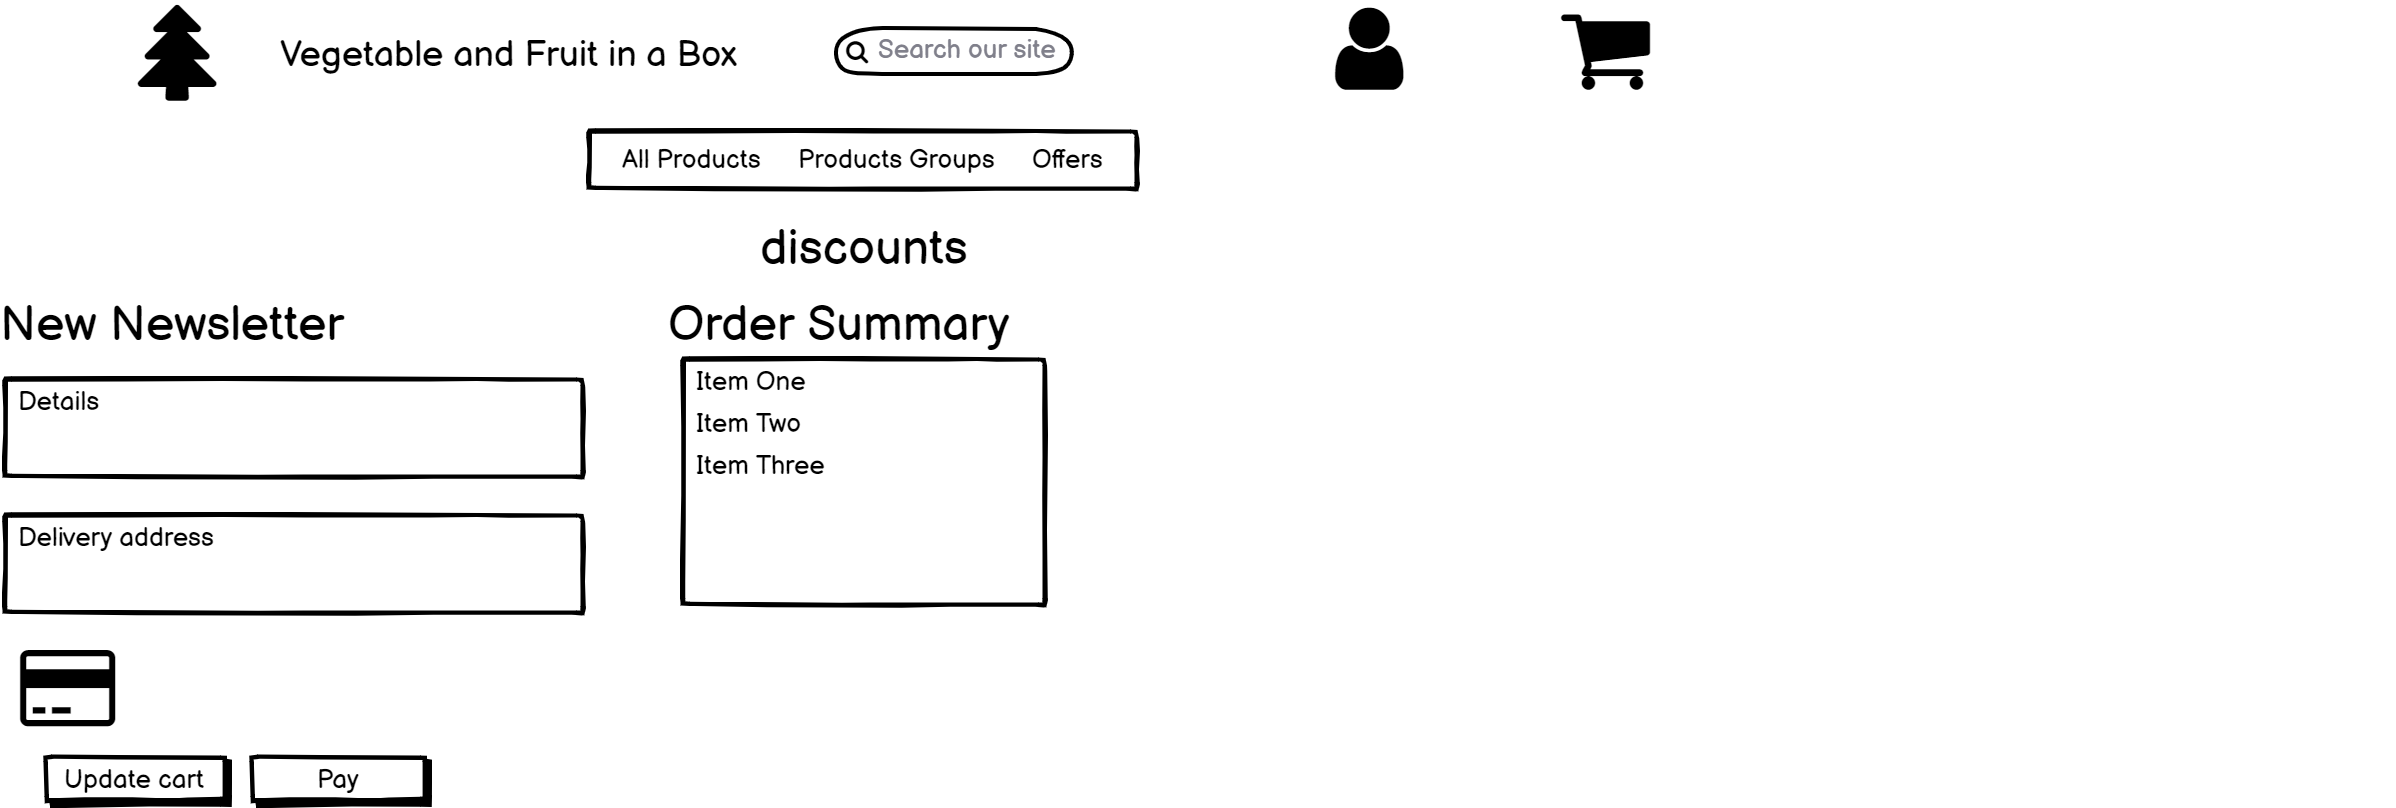 Vegetable and Fruit in a Box
Search our site
All Products Products Groups Offers
discounts
New Newsletter
Details
Delivery address
Order Summary
Item One
Item Two
Item Three
Update cart
Pay